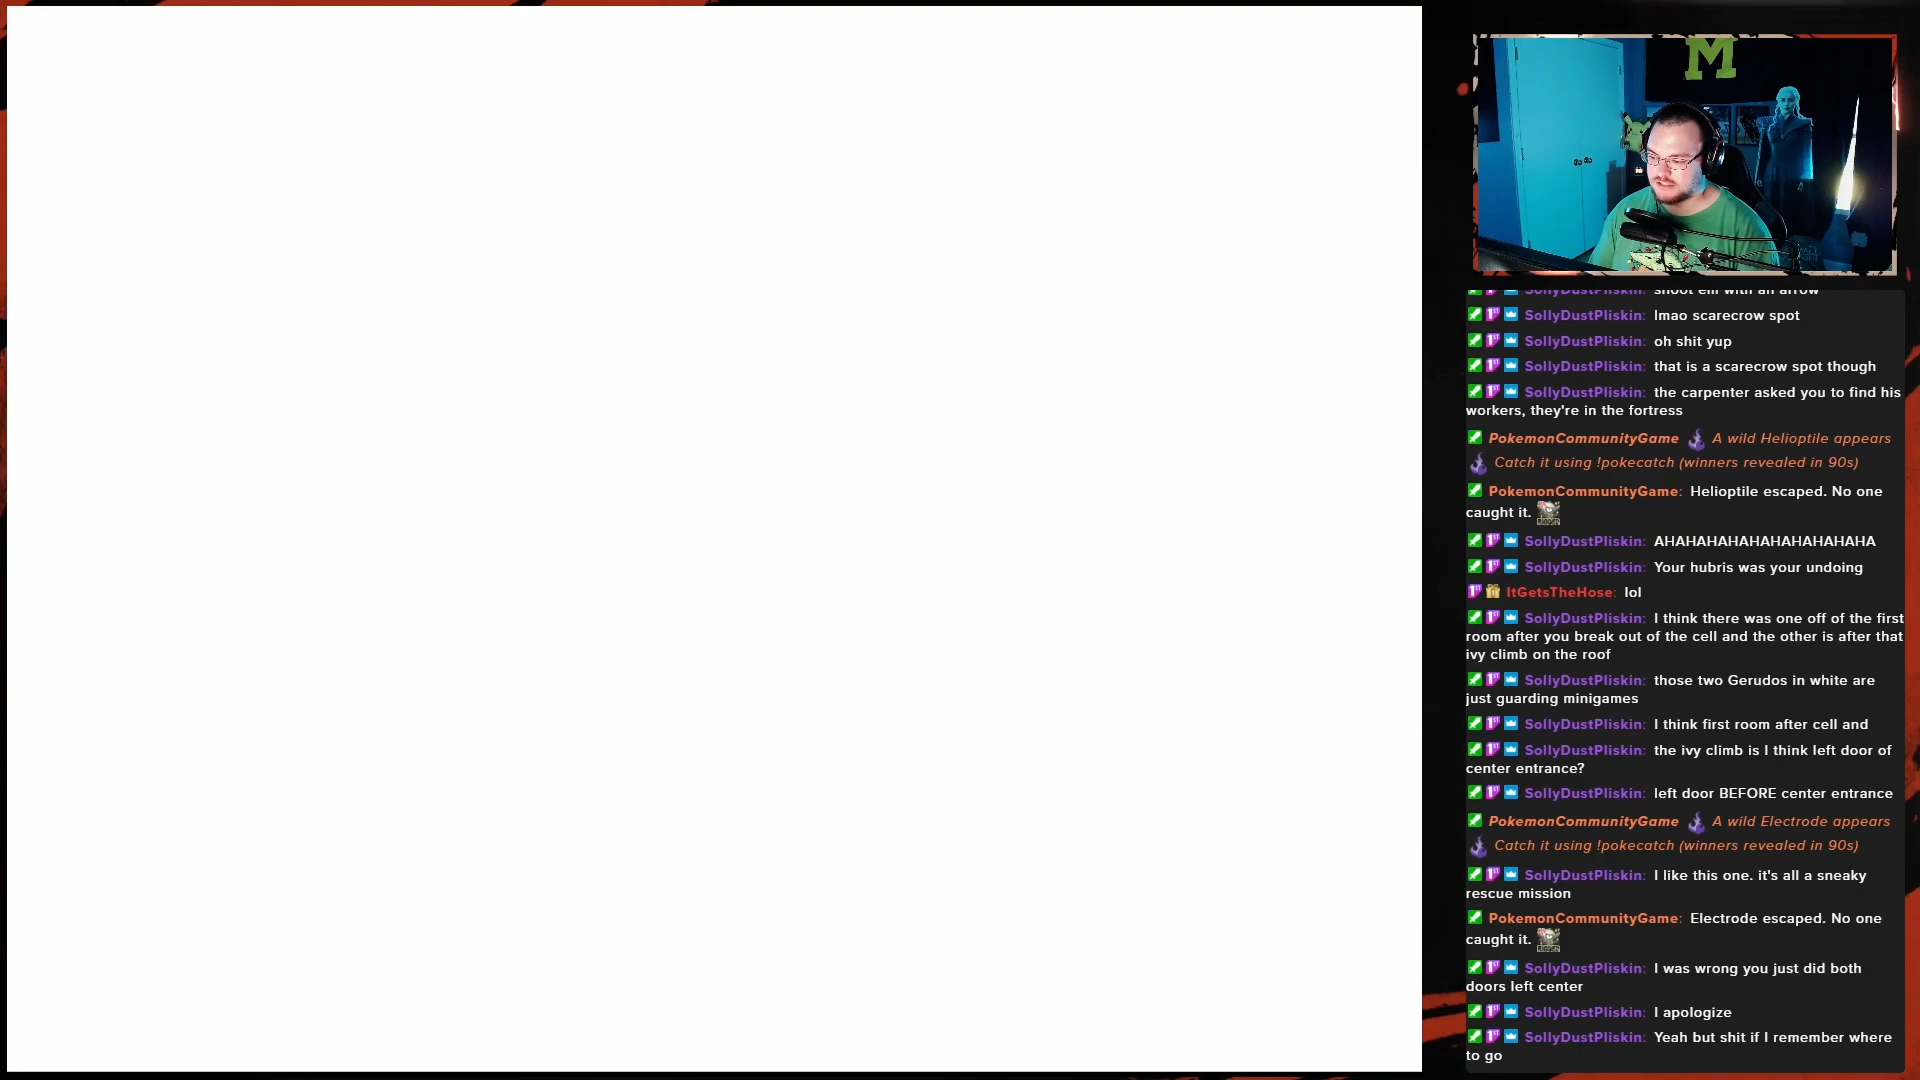 M
SollyDustPliskin: shoot em with an arrow
SollyDustPliskin: lmao scarecrow spot
SollyDustPliskin: oh shit yup
SollyDustPliskin: that is a scarecrow spot though
SollyDustPliskin: the carpenter asked you to find his
workers, they're in the fortress
PokemonCommunityGame A wild Helioptile appears
Catch it using !pokecatch (winners revealed in 90s)
PokemonCommunityGame: Helioptile escaped. No one
caught it.
SollyDustPliskin: AHAHAHAHAHAHAHAHAHA
SollyDustPliskin: Your hubris was your undoing
ItGetsTheHose: lol
SollyDustPliskin: I think there was one off of the first
room after you break out of the cell and the other is after that
ivy climb on the roof
SollyDustPliskin: those two Gerudos in white are
just guarding minigames
SollyDustPliskin: I think first room after cell and
SollyDustPliskin: the ivy climb is I think left door of
center entrance?
SollyDustPliskin: left door BEFORE center entrance
PokemonCommunityGame A wild Electrode appears
Catch it using !pokecatch (winners revealed in 90s)
SollyDustPliskin: I like this one. it's all a sneaky
rescue mission
PokemonCommunityGame: Electrode escaped. No one
caught it.
SollyDustPliskin: I was wrong you just did both
doors left center
SollyDustPliskin: I apologize
SollyDustPliskin: Yeah but shit if I remember where
to go